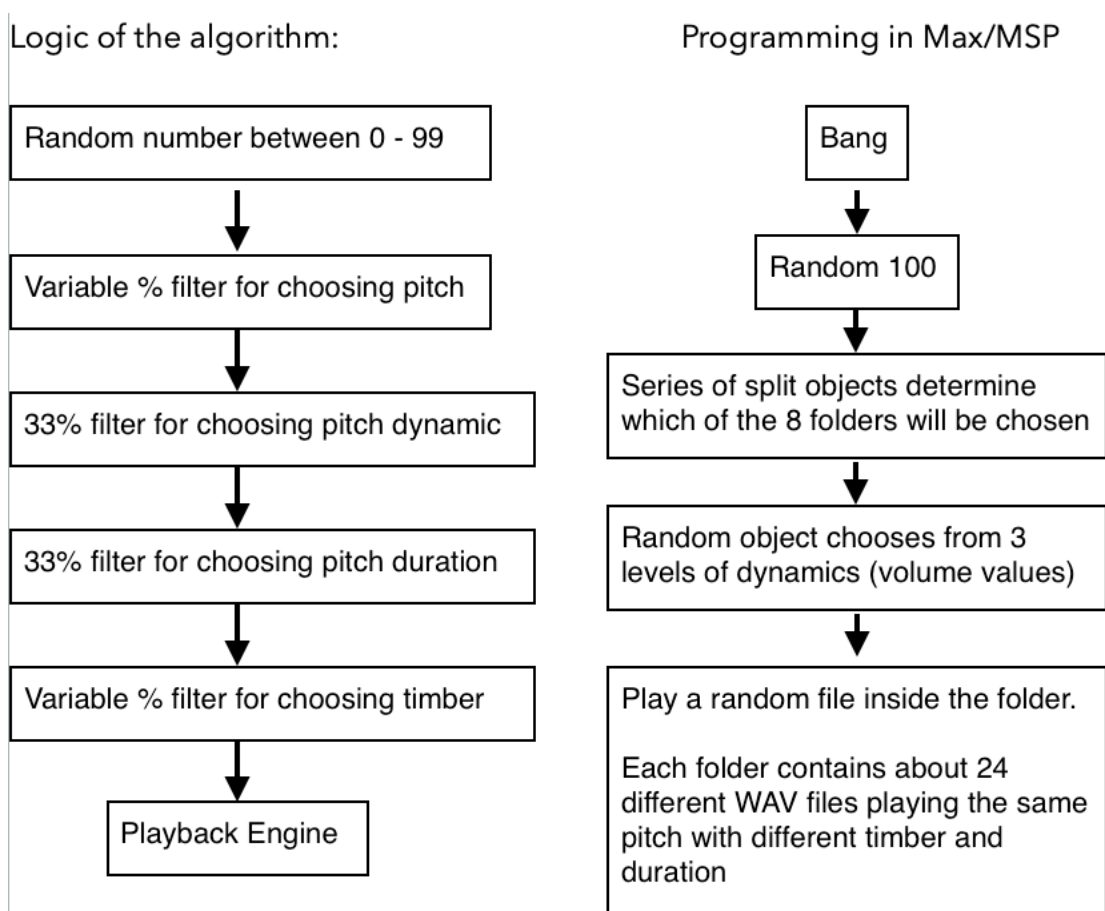 Logic of the algorithm:
Random number between 0 - 99
Variable % filter for choosing pitch
33% filter for choosing pitch dynamic
33% filter for choosing pitch duration
Variable % filter for choosing timber
Playback Engine
Programming in Max/MSP
Bang
Random 100
Series of split objects determine
which of the 8 folders will be chosen
Random object chooses from 3
levels of dynamics (volume values)
Play a random file inside the folder.
Each folder contains about 24
different WAV files playing the same
pitch with different timber and
duration